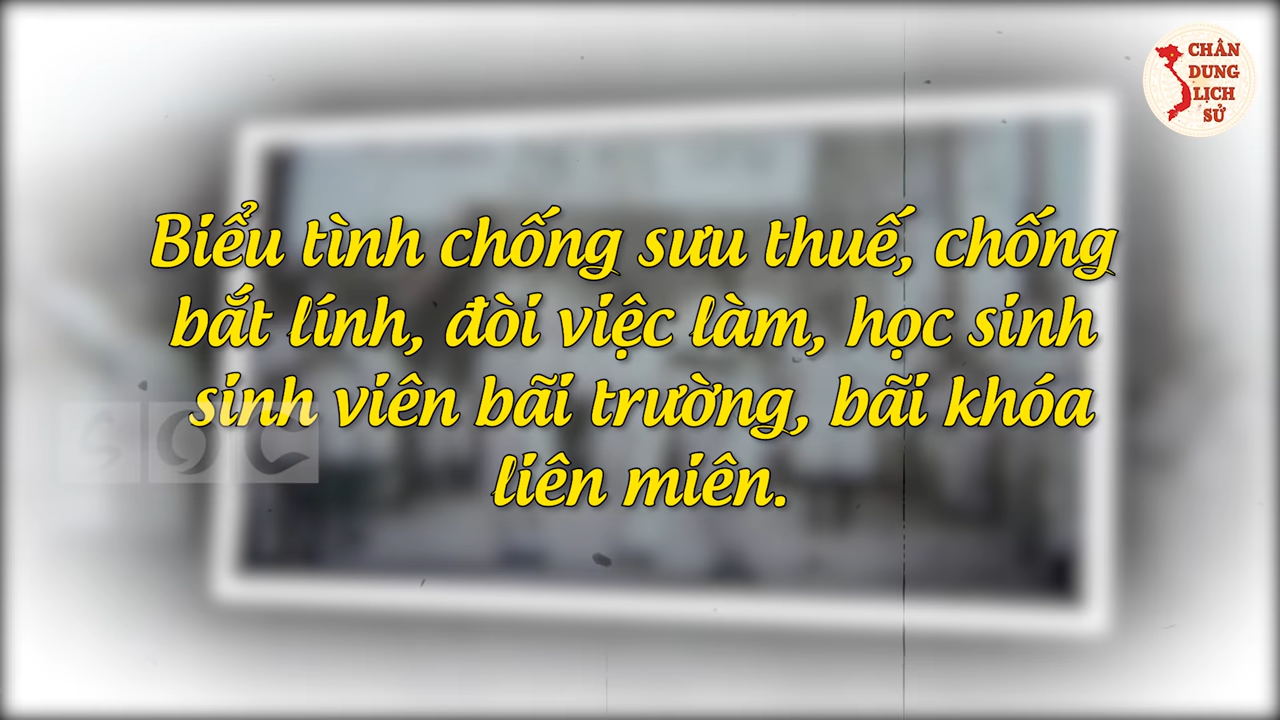 CHÂN
DUNG
LỊCH
SỬ
Biểu tình chống sưu thuế, chống
bắt lính, đòi việc làm, học sinh
sinh viên bãi trường, bãi khóa
liên miên.